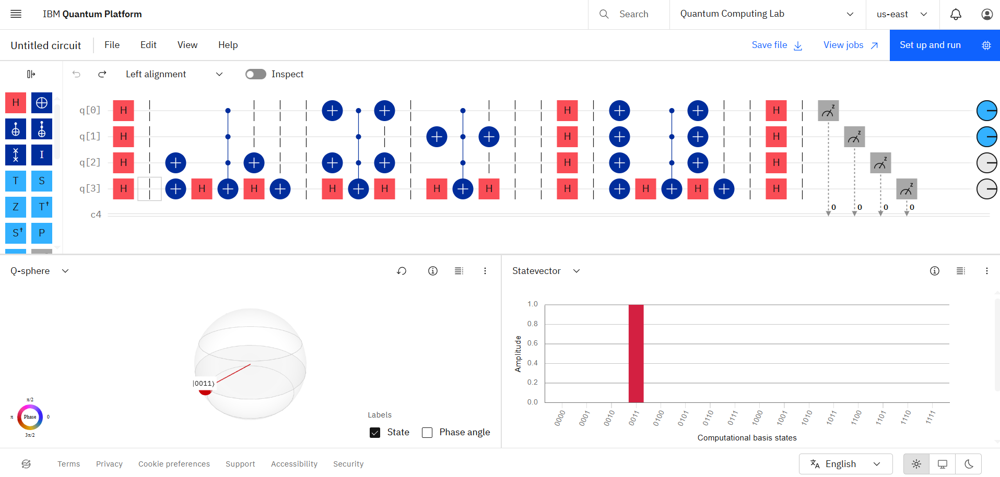 IBM Quantum Platform
Search
Quantum Computing Lab
us-east
Untitled circuit
File
Edit
View
Help
Save file
View jobs
Set up and run
Left alignment
Inspect
H
I
T S
Z T†
S† P
q[0] H H H z
q[1] H H H z
q[2] H H H z
q[3] H H H H H H H H H H H z
c4 0 0 0 0
Q-sphere
|0011⟩
π/2
π Phase 0
3π/2
Labels
State
Phase angle
Statevector
Amplitude
1.0
0.8
0.6
0.4
0.2
0.0
0000 0001 0010 0011 0100 0101 0110 0111 1000 1001 1010 1011 1100 1101 1110 1111
Computational basis states
Terms
Privacy
Cookie preferences
Support
Accessibility
Security
文A English